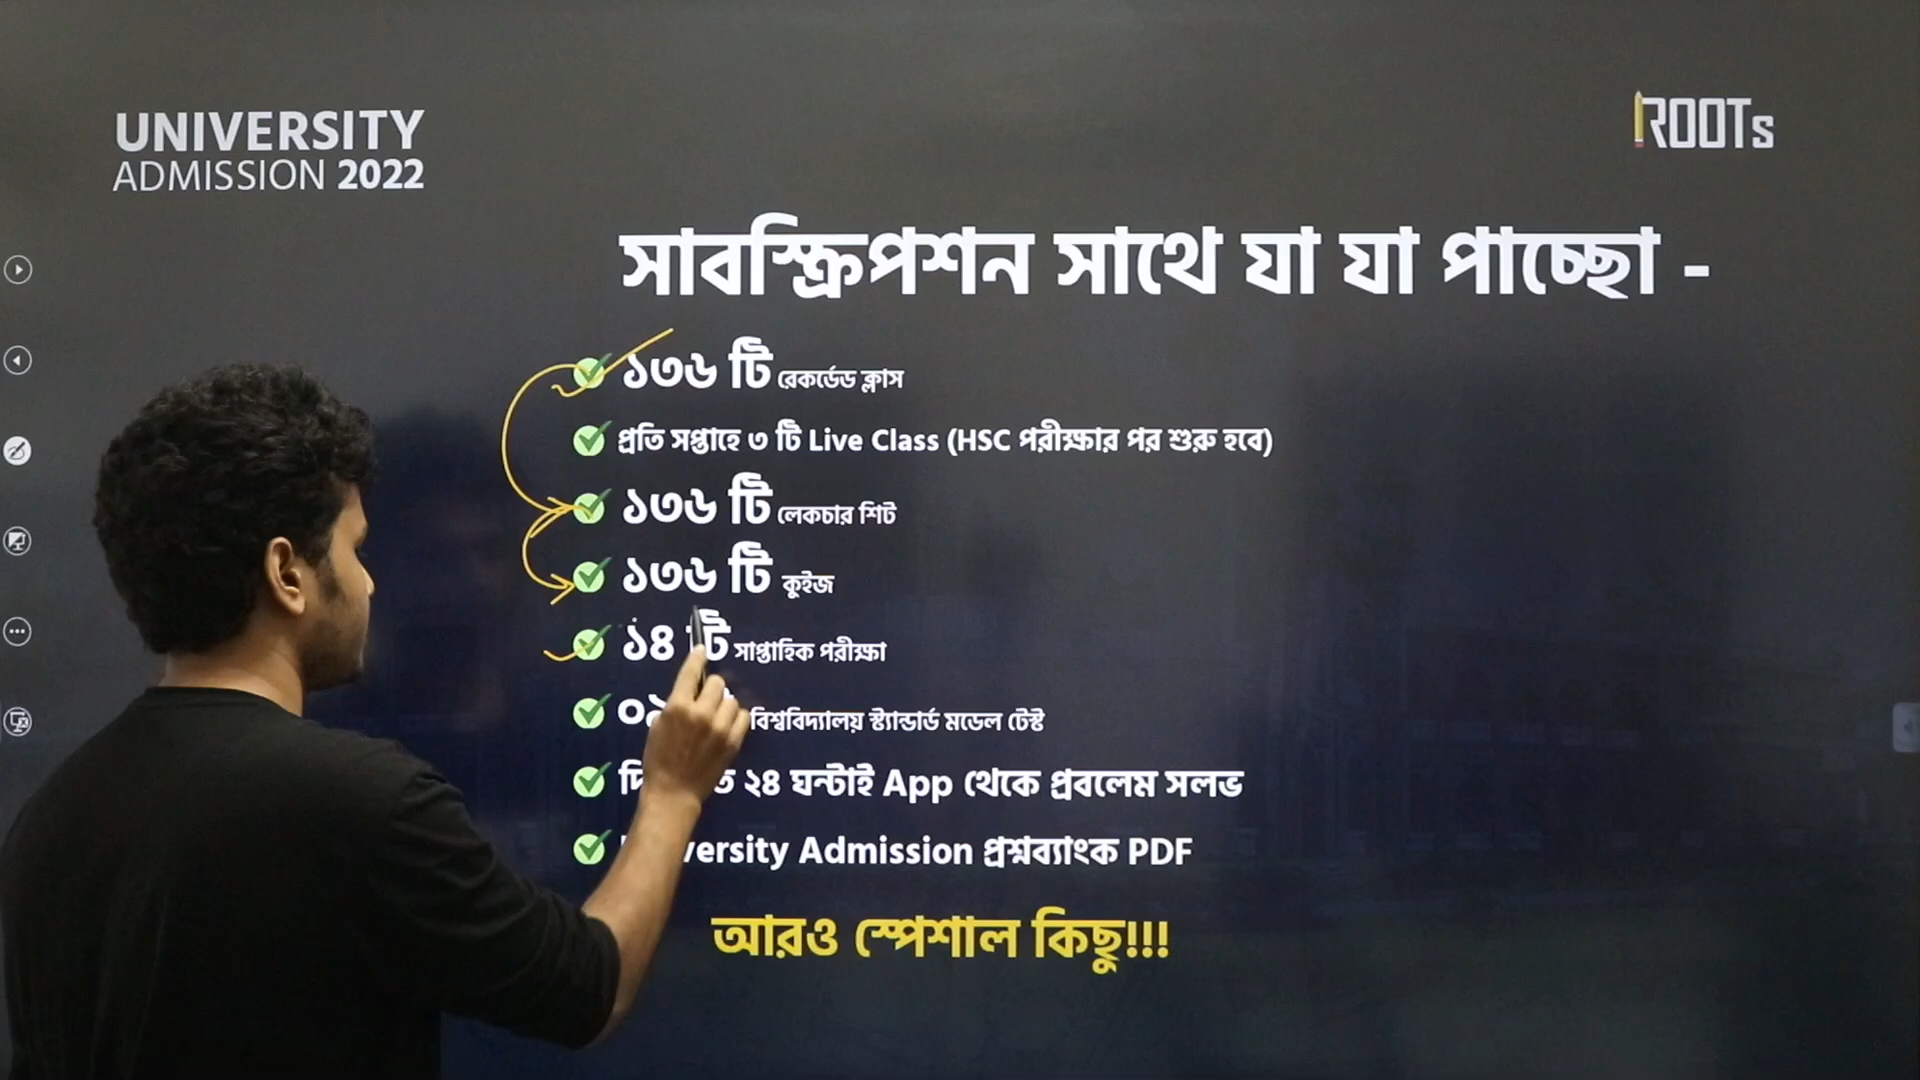 UNIVERSITY
ADMISSION 2022
ROOTs
সাবস্ক্রিপশন সাথে যা যা পাচ্ছো -
১৩৬ টি রেকর্ডেড ক্লাস
প্রতি সপ্তাহে ৩ টি Live Class (HSC পরীক্ষার পর শুরু হবে)
১৩৬ টি লেকচার শিট
১৩৬ টি কুইজ
১৪ টি সাপ্তাহিক পরীক্ষা
বিশ্ববিদ্যালয় স্ট্যান্ডার্ড মডেল টেস্ট
২৪ ঘন্টাই App থেকে প্রবলেম সলভ
Admission প্রশ্নব্যাংক PDF
আরও স্পেশাল কিছু!!!